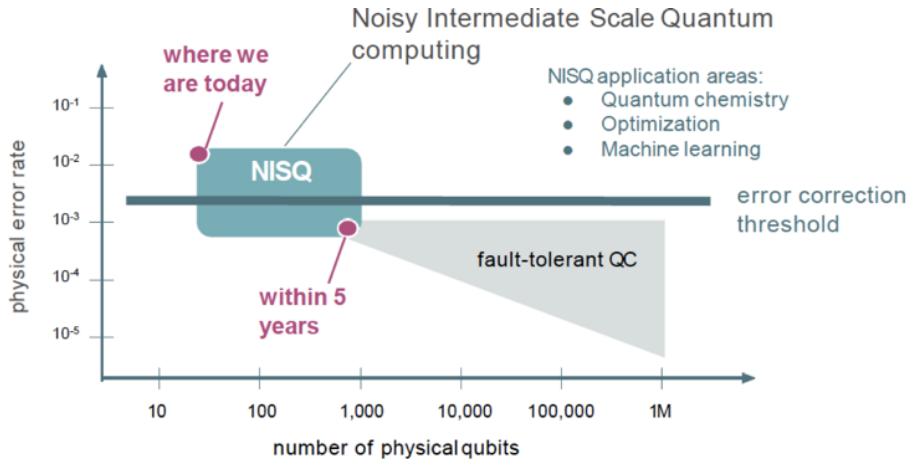 Noisy Intermediate Scale Quantum
computing
where we
are today
NISQ application areas:
● Quantum chemistry
● Optimization
● Machine learning
physical error rate
10-1
10-2
10-3
10-4
10-5
NISQ
error correction
threshold
fault-tolerant QC
within 5
years
10
100
1,000
10,000
100,000
1M
number of physical qubits